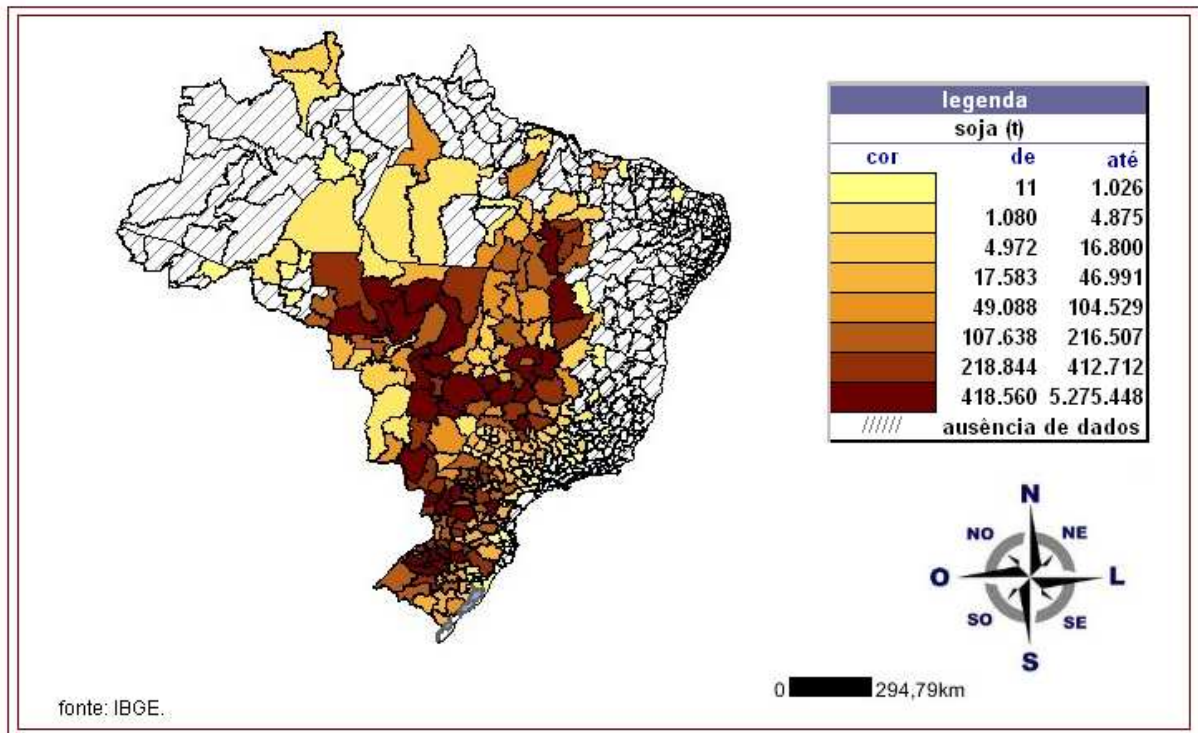 legenda
soja (t)
cor de até
11 1.026
1.080 4.875
4.972 16.800
17.583 46.991
49.088 104.529
107.638 216.507
218.844 412.712
418.560 5.275.448
////// ausência de dados
N
NO NE
O L
SO SE
S
0 294,79km
fonte: IBGE.